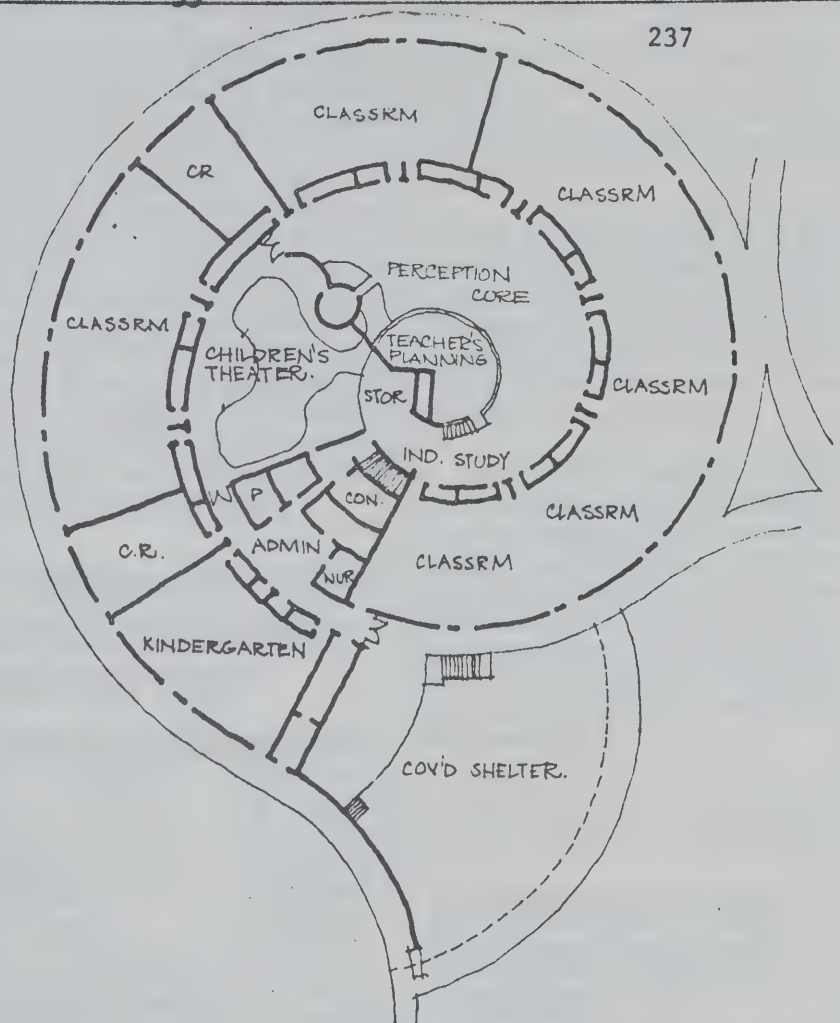 237
CLASSRM
CR
CLASSRM
PERCEPTION
CORE
CLASSRM
CHILDREN'S
THEATER.
TEACHER'S
PLANNING
CLASSRM
STOR
IND. STUDY
P
CON.
CLASSRM
C.R.
ADMIN
CLASSRM
NUR
KINDERGARTEN
COV'D SHELTER.